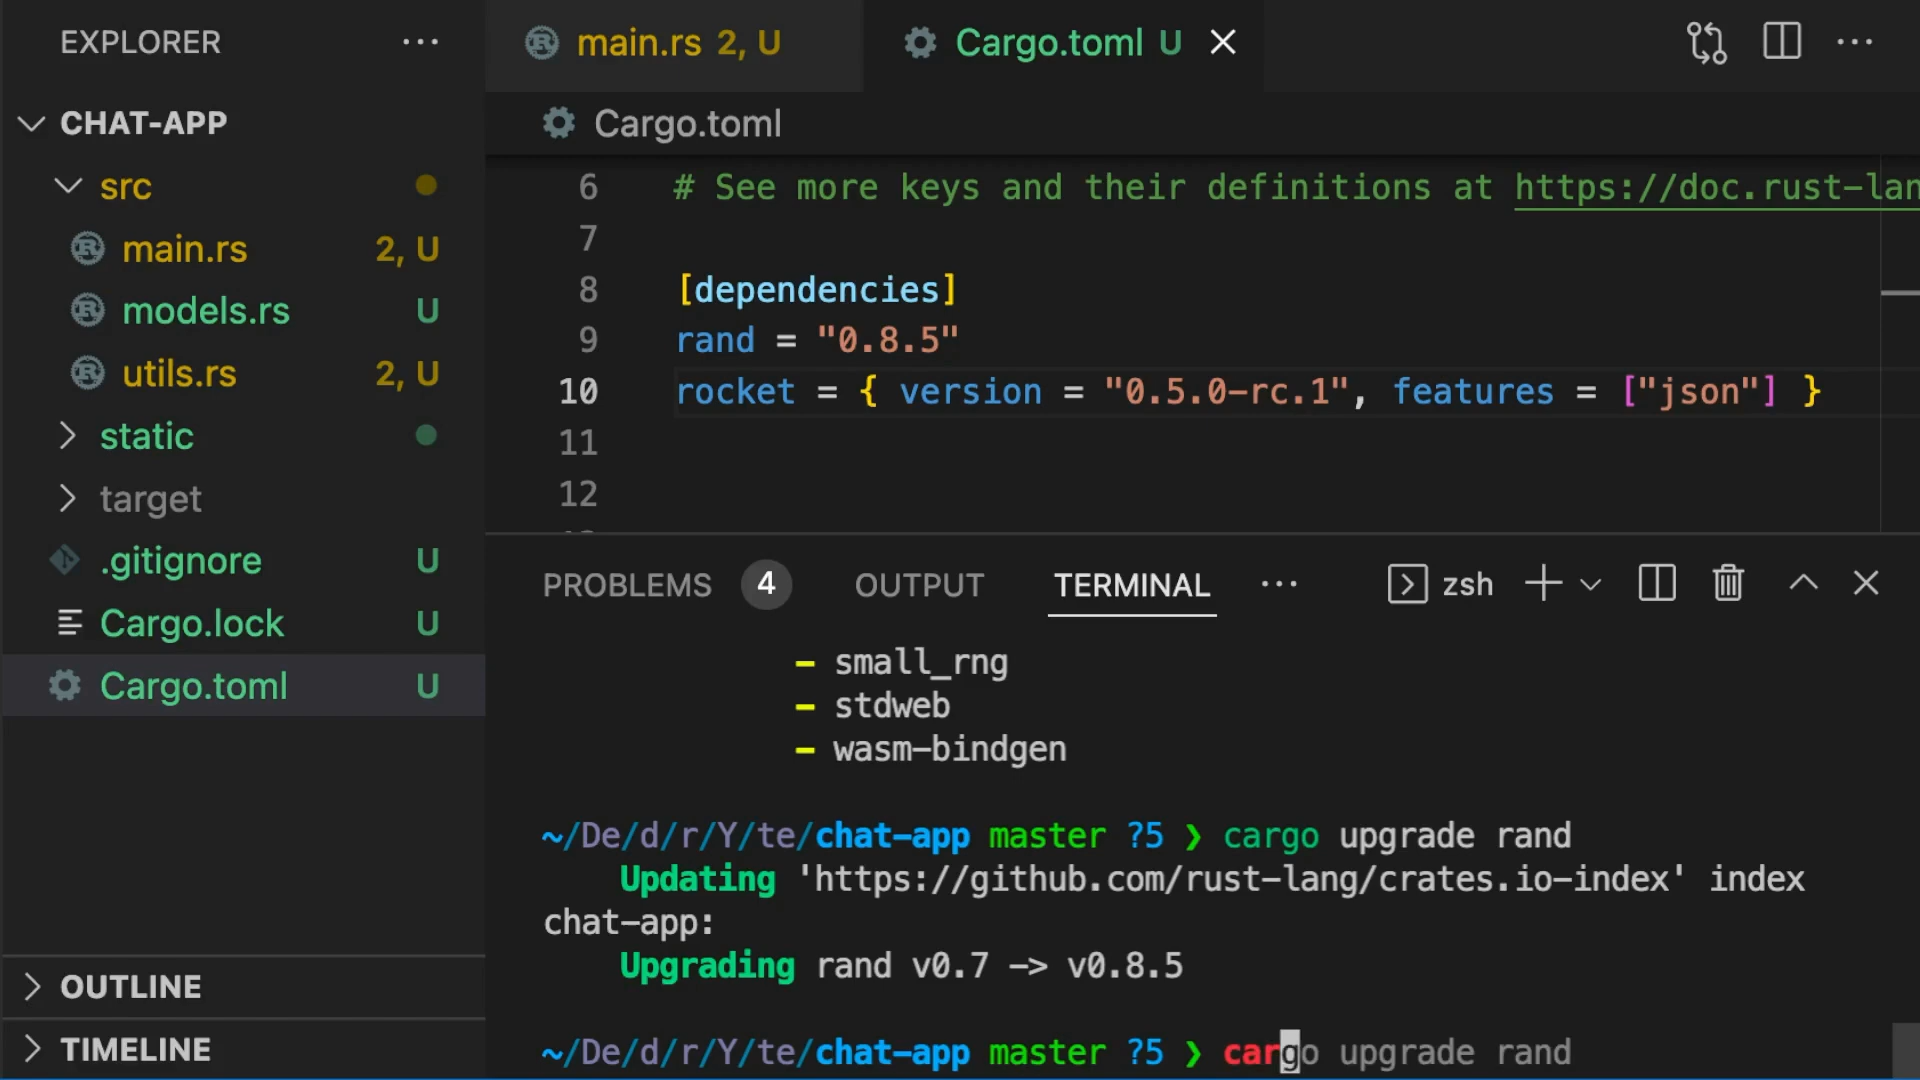 EXPLORER
CHAT-APP
src
main.rs 2, U
models.rs U
utils.rs 2, U
static
target
.gitignore U
Cargo.lock U
Cargo.toml U
OUTLINE
TIMELINE
main.rs 2, U
Cargo.toml U
Cargo.toml
6 # See more keys and their definitions at https://doc.rust-lan
7
8 [dependencies]
9 rand = "0.8.5"
10 rocket = { version = "0.5.0-rc.1", features = ["json"] }
11
12
PROBLEMS 4 OUTPUT TERMINAL ... zsh
- small_rng
- stdweb
- wasm-bindgen
~/De/d/r/Y/te/chat-app master ?5 ❯ cargo upgrade rand
Updating 'https://github.com/rust-lang/crates.io-index' index
chat-app:
Upgrading rand v0.7 -> v0.8.5
~/De/d/r/Y/te/chat-app master ?5 ❯ cargo upgrade rand